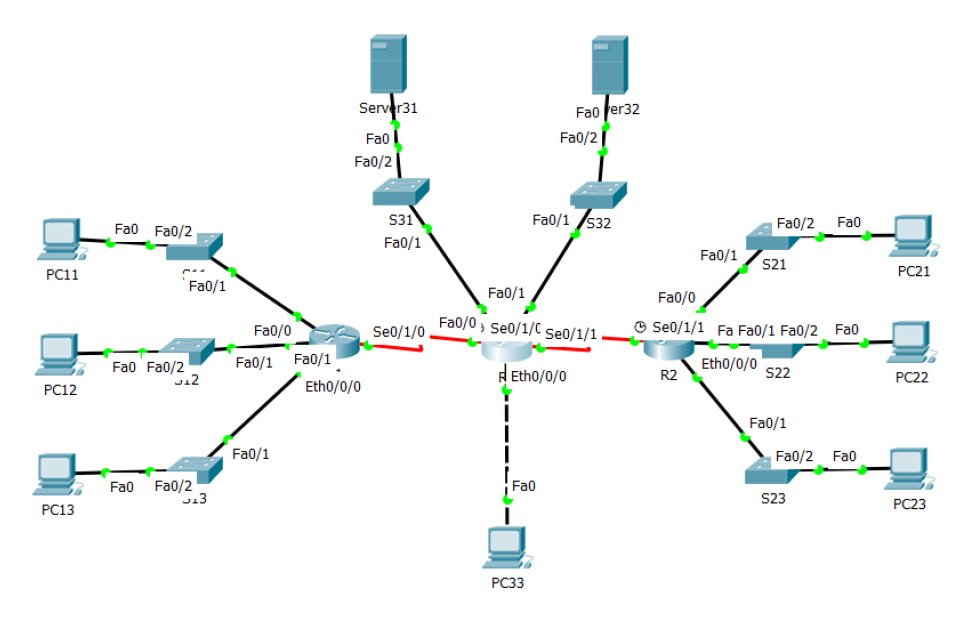 Server31
Fa0
ver32
Fa0
Fa0/2
Fa0/2
S31
Fa0/1
S32
Fa0/1
Fa0
Fa0/2
PC11
Fa0/1
Fa0/2
Fa0
Fa0/1
S21
PC21
Fa0/0
Fa0/1
Fa0/0
Se0/1/0
Fa0/0
Se0/1/0
Se0/1/1
Se0/1/1
Fa
Fa0/1
Fa0/2
Fa0
Fa0/1
Fa0/1
Fa0
Fa0/2
PC12
Eth0/0/0
Eth0/0/0
R2
Eth0/0/0
S22
PC22
Fa0/1
Fa0/1
Fa0
Fa0/2
PC13
Fa0
Fa0/2
Fa0
S23
PC23
PC33